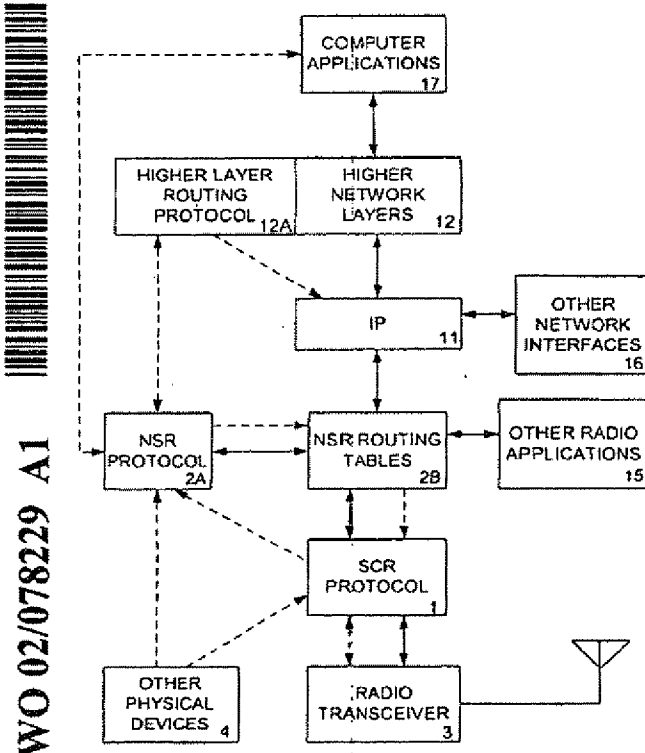 COMPUTER
APPLICATIONS
17
HIGHER LAYER
ROUTING
PROTOCOL
12A
HIGHER
NETWORK
LAYERS
12
IP
11
OTHER
NETWORK
INTERFACES
16
NSR
PROTOCOL
2A
NSR ROUTING
TABLES
2B
OTHER RADIO
APPLICATIONS
15
SCR
PROTOCOL
1
OTHER
PHYSICAL
DEVICES
4
RADIO
TRANSCEIVER
3
WO 02/078229 A1